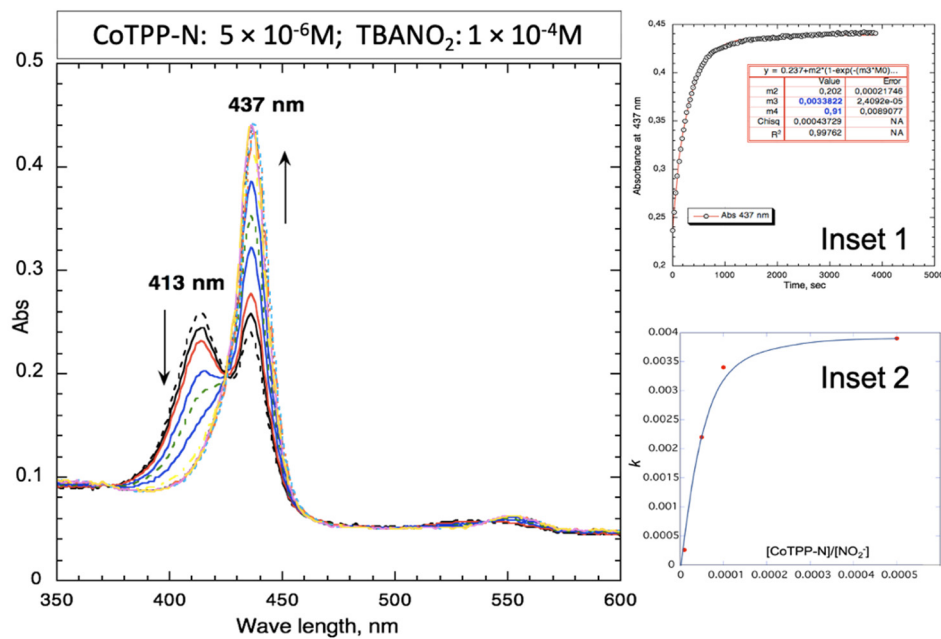 CoTPP-N: 5 × 10⁻⁶M; TBANO₂: 1 × 10⁻⁴M
0.5
0.4
0.3
0.2
0.1
0
Abs
437 nm
413 nm
350
400
450
500
550
600
Wave length, nm
0,45
0,4
0,35
0,3
0,25
0,2
Absorbance at 437 nm
y = 0.237+m2*(1-exp(-(m3*M0)...
Value Error
m2 0,202 0,00021746
m3 0,0033822 2,4092e-05
m4 0,91 0,0089077
Chisq 0,00043729 NA
R² 0,99762 NA
Abs 437 nm
Inset 1
0
1000
2000
3000
4000
5000
Time, sec
0.004
0.0035
0.003
0.0025
0.002
0.0015
0.001
0.0005
0
k
Inset 2
[CoTPP-N]/[NO₂⁻]
0
0.0001
0.0002
0.0003
0.0004
0.0005